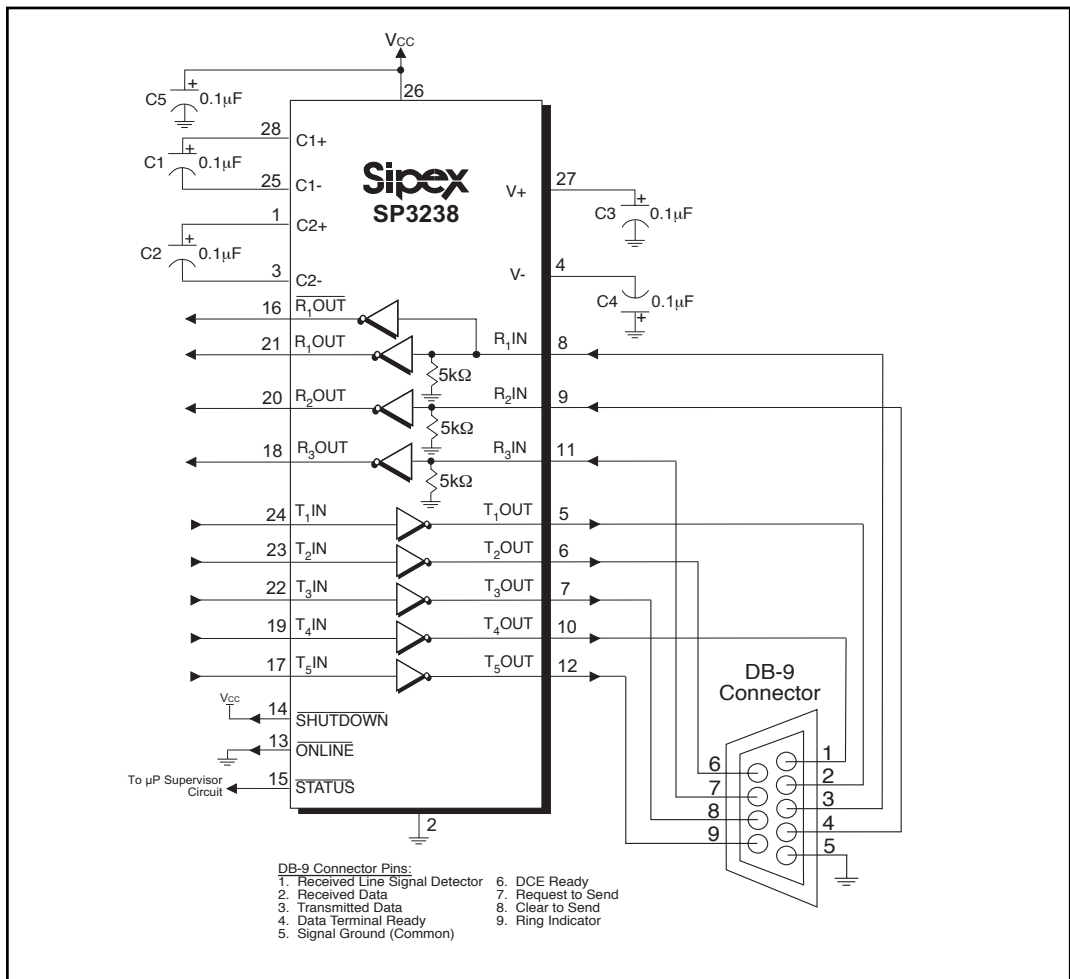 VCC
26
C5
+
0.1µF
28
C1+
C1
+
0.1µF
25
C1-
1
C2+
C2
+
0.1µF
3
C2-
Sipex
SP3238
V+
27
+
C3
0.1µF
V-
4
C4
0.1µF
+
16
R1OUT
21
R1OUT
R1IN
8
5kΩ
20
R2OUT
R2IN
9
5kΩ
18
R3OUT
R3IN
11
5kΩ
24
T1IN
T1OUT
5
23
T2IN
T2OUT
6
22
T3IN
T3OUT
7
19
T4IN
T4OUT
10
17
T5IN
T5OUT
12
VCC
14
SHUTDOWN
13
ONLINE
To µP Supervisor
Circuit
15
STATUS
2
DB-9
Connector
6
7
8
9
1
2
3
4
5
DB-9 Connector Pins:
1. Received Line Signal Detector 6. DCE Ready
2. Received Data 7. Request to Send
3. Transmitted Data 8. Clear to Send
4. Data Terminal Ready 9. Ring Indicator
5. Signal Ground (Common)